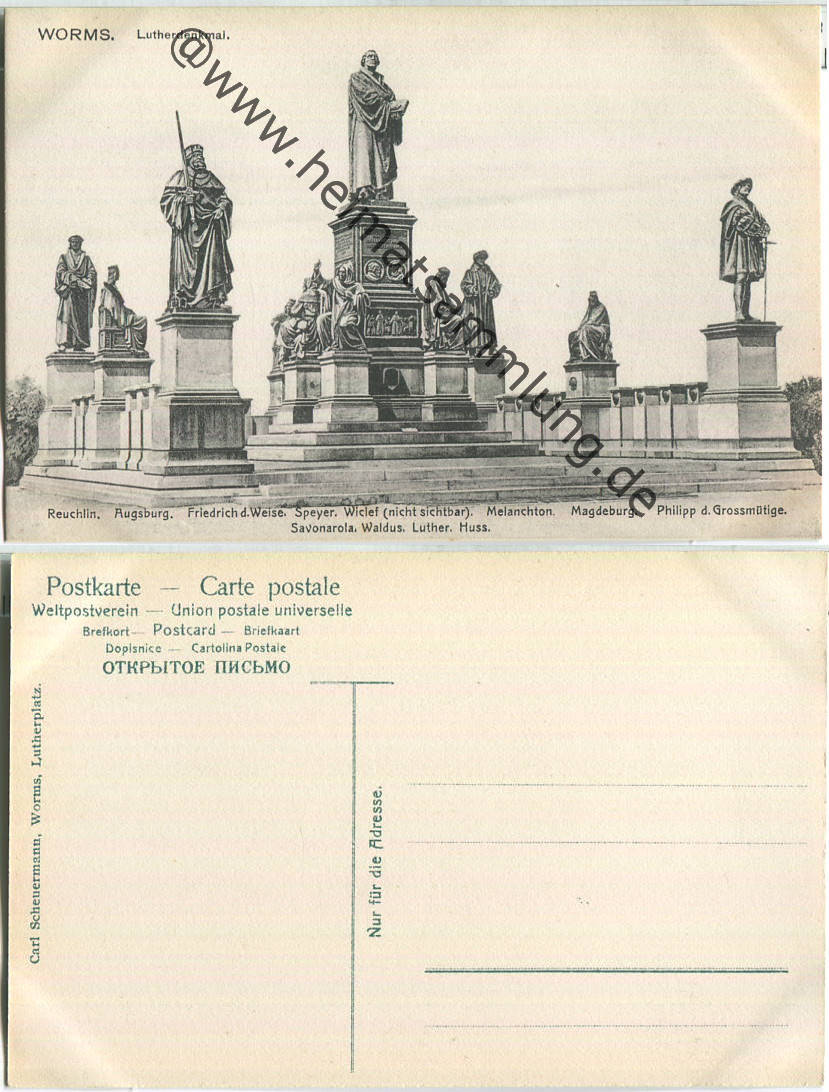 WORMS. Lutherdenkmal.
@www.heimatsammlung.de
Reuchlin. Augsburg. Friedrich d. Weise. Speyer. Wiclef (nicht sichtbar). Melanchton. Magdeburg. Philipp d. Grossmütige.
Savonarola. Waldus. Luther. Huss.
Postkarte — Carte postale
Weltpostverein — Union postale universelle
Brefkort — Postcard — Briefkaart
Dopisnice — Cartolina Postale
ОТКРЫТОЕ ПИСЬМО
Carl Scheuermann, Worms, Lutherplatz.
Nur für die Adresse.